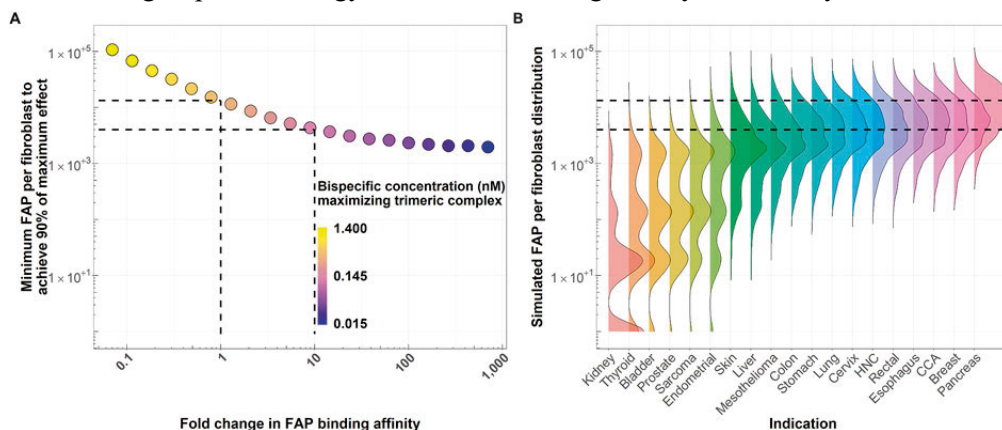 A
Minimum FAP per fibroblast to
achieve 90% of maximum effect
1 × 10⁺⁵
1 × 10⁺³
1 × 10⁺¹
Bispecific concentration (nM)
maximizing trimeric complex
1.400
0.145
0.015
0.1
1
10
100
1,000
Fold change in FAP binding affinity
B
Simulated FAP per fibroblast distribution
1 × 10⁺⁵
1 × 10⁺³
1 × 10⁺¹
Kidney
Thyroid
Bladder
Prostate
Sarcoma
Endometrial
Skin
Liver
Mesothelioma
Colon
Stomach
Lung
Cervix
HNC
Rectal
Esophagus
CCA
Breast
Pancreas
Indication